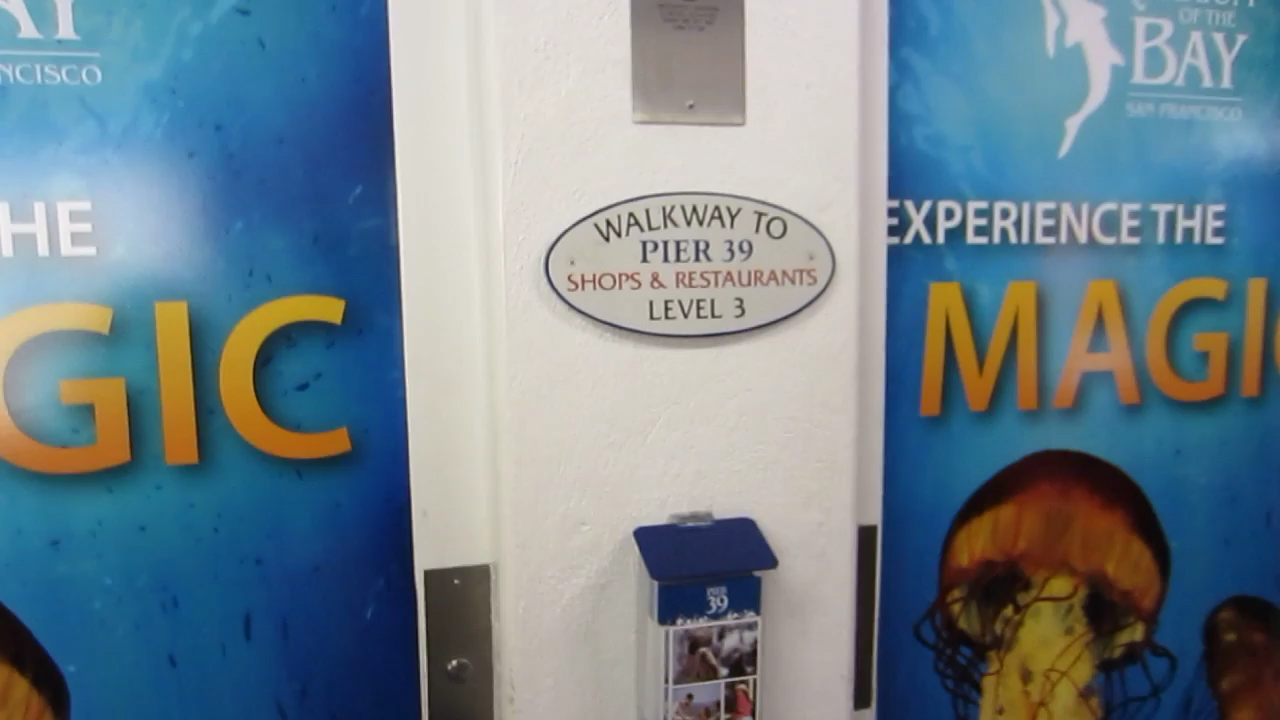 AY
NCISCO
HE
GIC
WALKWAY TO
PIER 39
SHOPS & RESTAURANTS
LEVEL 3
PIER
39
OF THE
BAY
SAN FRANCISCO
EXPERIENCE THE
MAGI